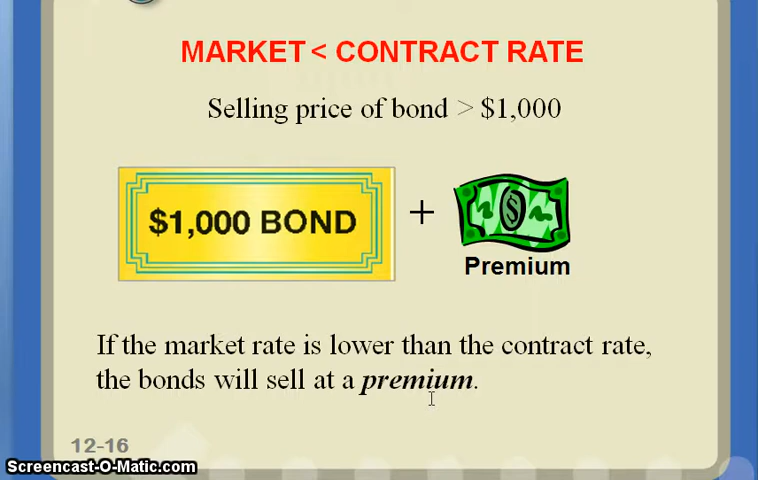 MARKET < CONTRACT RATE
Selling price of bond > $1,000
$1,000 BOND
+
Premium
If the market rate is lower than the contract rate,
the bonds will sell at a premium.
12-16
Screencast-O-Matic.com